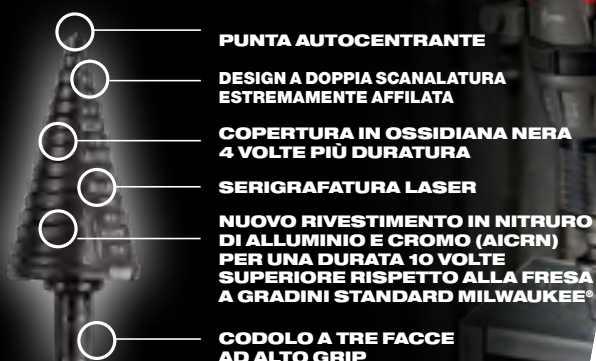 PUNTA AUTOCENTRANTE
DESIGN A DOPPIA SCANALATURA
ESTREMAMENTE AFFILATA
COPERTURA IN OSSIDIANA NERA
4 VOLTE PIÙ DURATURA
SERIGRAFATURA LASER
NUOVO RIVESTIMENTO IN NITRURO
DI ALLUMINIO E CROMO (AICRN)
PER UNA DURATA 10 VOLTE
SUPERIORE RISPETTO ALLA FRESA
A GRADINI STANDARD MILWAUKEE®
CODOLO A TRE FACCE
AD ALTO GRIP